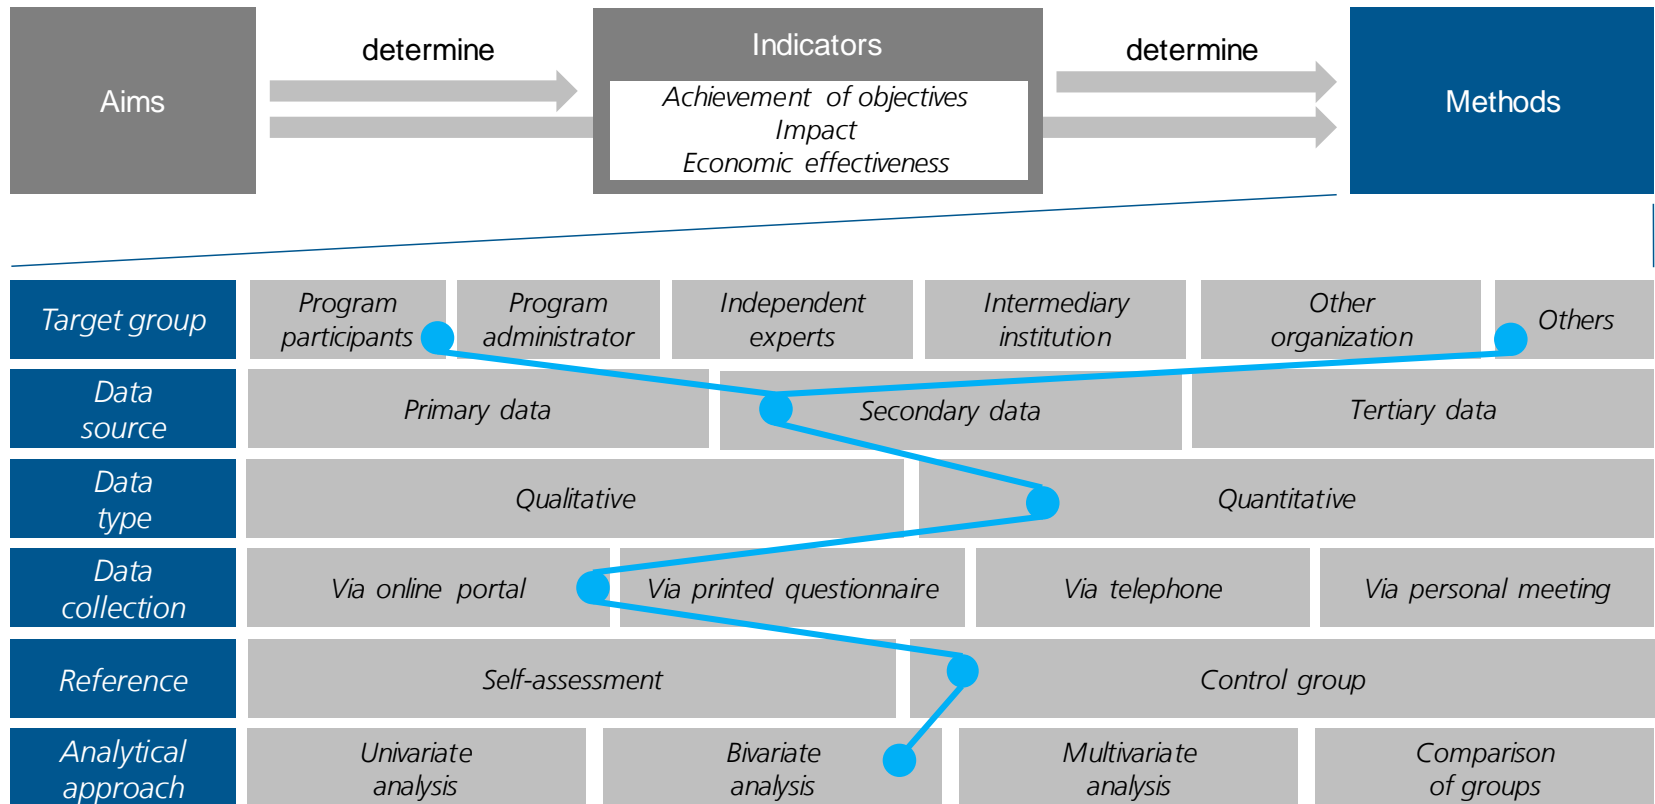 Aims
determine
Indicators
Achievement of objectives
Impact
Economic effectiveness
determine
Methods
Target group
Program
participants
Program
administrator
Independent
experts
Intermediary
institution
Other
organization
Others
Data
source
Primary data
Secondary data
Tertiary data
Data
type
Qualitative
Quantitative
Data
collection
Via online portal
Via printed questionnaire
Via telephone
Via personal meeting
Reference
Self-assessment
Control group
Analytical
approach
Univariate
analysis
Bivariate
analysis
Multivariate
analysis
Comparison
of groups